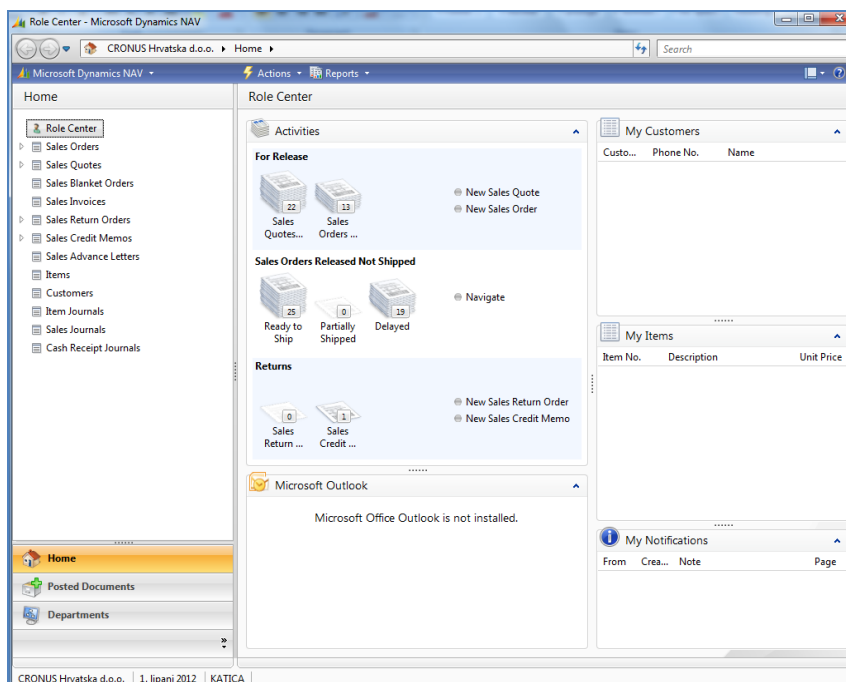 Role Center - Microsoft Dynamics NAV
CRONUS Hrvatska d.o.o. Home
Search
Microsoft Dynamics NAV
Actions Reports
Home
Role Center
Sales Orders
Sales Quotes
Sales Blanket Orders
Sales Invoices
Sales Return Orders
Sales Credit Memos
Sales Advance Letters
Items
Customers
Item Journals
Sales Journals
Cash Receipt Journals
Home
Posted Documents
Departments
Role Center
Activities
For Release
22 13
Sales Quotes...
Sales Orders ...
New Sales Quote
New Sales Order
Sales Orders Released Not Shipped
25 0 19
Ready to Ship
Partially Shipped
Delayed
Navigate
Returns
0 1
Sales Return ...
Sales Credit ...
New Sales Return Order
New Sales Credit Memo
Microsoft Outlook
Microsoft Office Outlook is not installed.
My Customers
Custo... Phone No. Name
My Items
Item No. Description Unit Price
My Notifications
From Crea... Note Page
CRONUS Hrvatska d.o.o. 1. lipanj 2012 KATICA